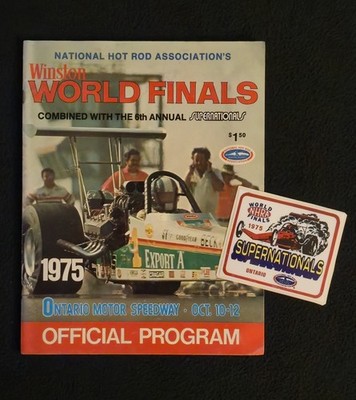 NATIONAL HOT ROD ASSOCIATION'S
Winston
WORLD FINALS
COMBINED WITH THE 6th ANNUAL SUPERNATIONALS
$1.50
EXPORT A
1975
ONTARIO MOTOR SPEEDWAY · OCT. 10-12
OFFICIAL PROGRAM
WORLD
FINALS
1975
SUPERNATIONALS
ONTARIO